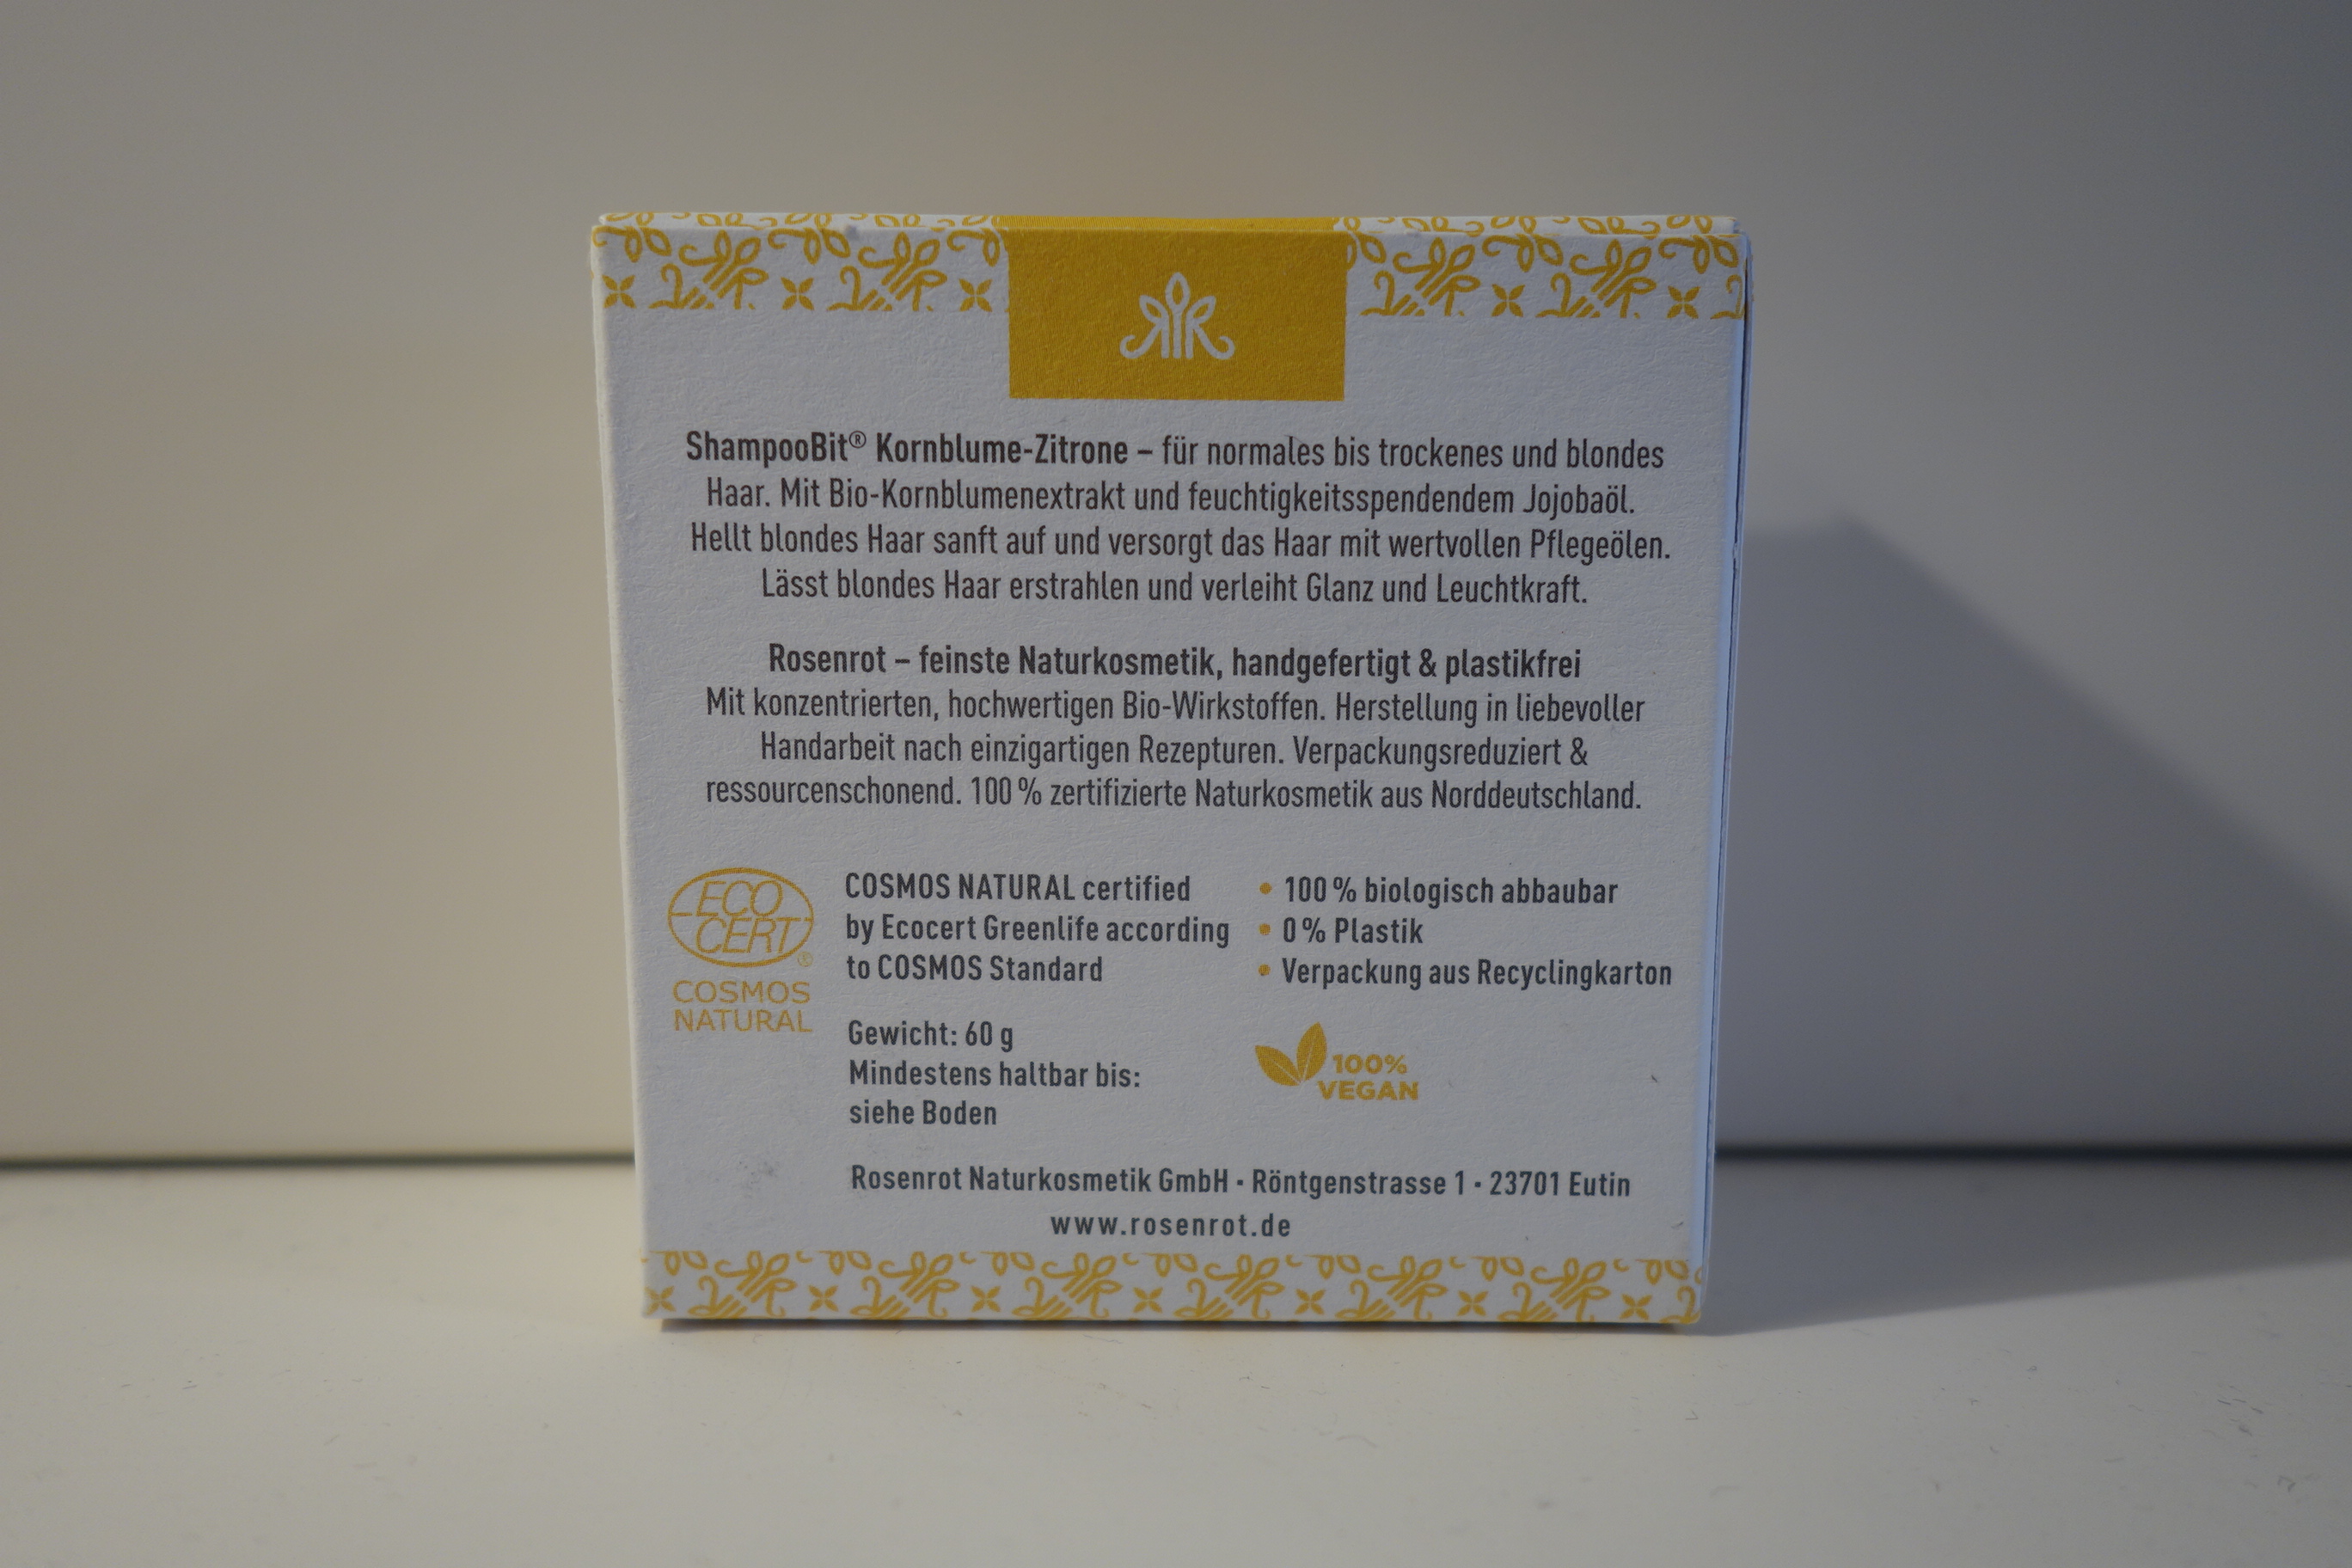 ShampooBit® Kornblume-Zitrone – für normales bis trockenes und blondes
Haar. Mit Bio-Kornblumenextrakt und feuchtigkeitsspendendem Jojobaöl.
Hellt blondes Haar sanft auf und versorgt das Haar mit wertvollen Pflegeölen.
Lässt blondes Haar erstrahlen und verleiht Glanz und Leuchtkraft.
Rosenrot – feinste Naturkosmetik, handgefertigt & plastikfrei
Mit konzentrierten, hochwertigen Bio-Wirkstoffen. Herstellung in liebevoller
Handarbeit nach einzigartigen Rezepturen. Verpackungsreduziert &
ressourcenschonend. 100 % zertifizierte Naturkosmetik aus Norddeutschland.
ECO
CERT®
COSMOS
NATURAL
COSMOS NATURAL certified
by Ecocert Greenlife according
to COSMOS Standard
• 100 % biologisch abbaubar
• 0 % Plastik
• Verpackung aus Recyclingkarton
Gewicht: 60 g
Mindestens haltbar bis:
siehe Boden
100%
VEGAN
Rosenrot Naturkosmetik GmbH · Röntgenstrasse 1 · 23701 Eutin
www.rosenrot.de